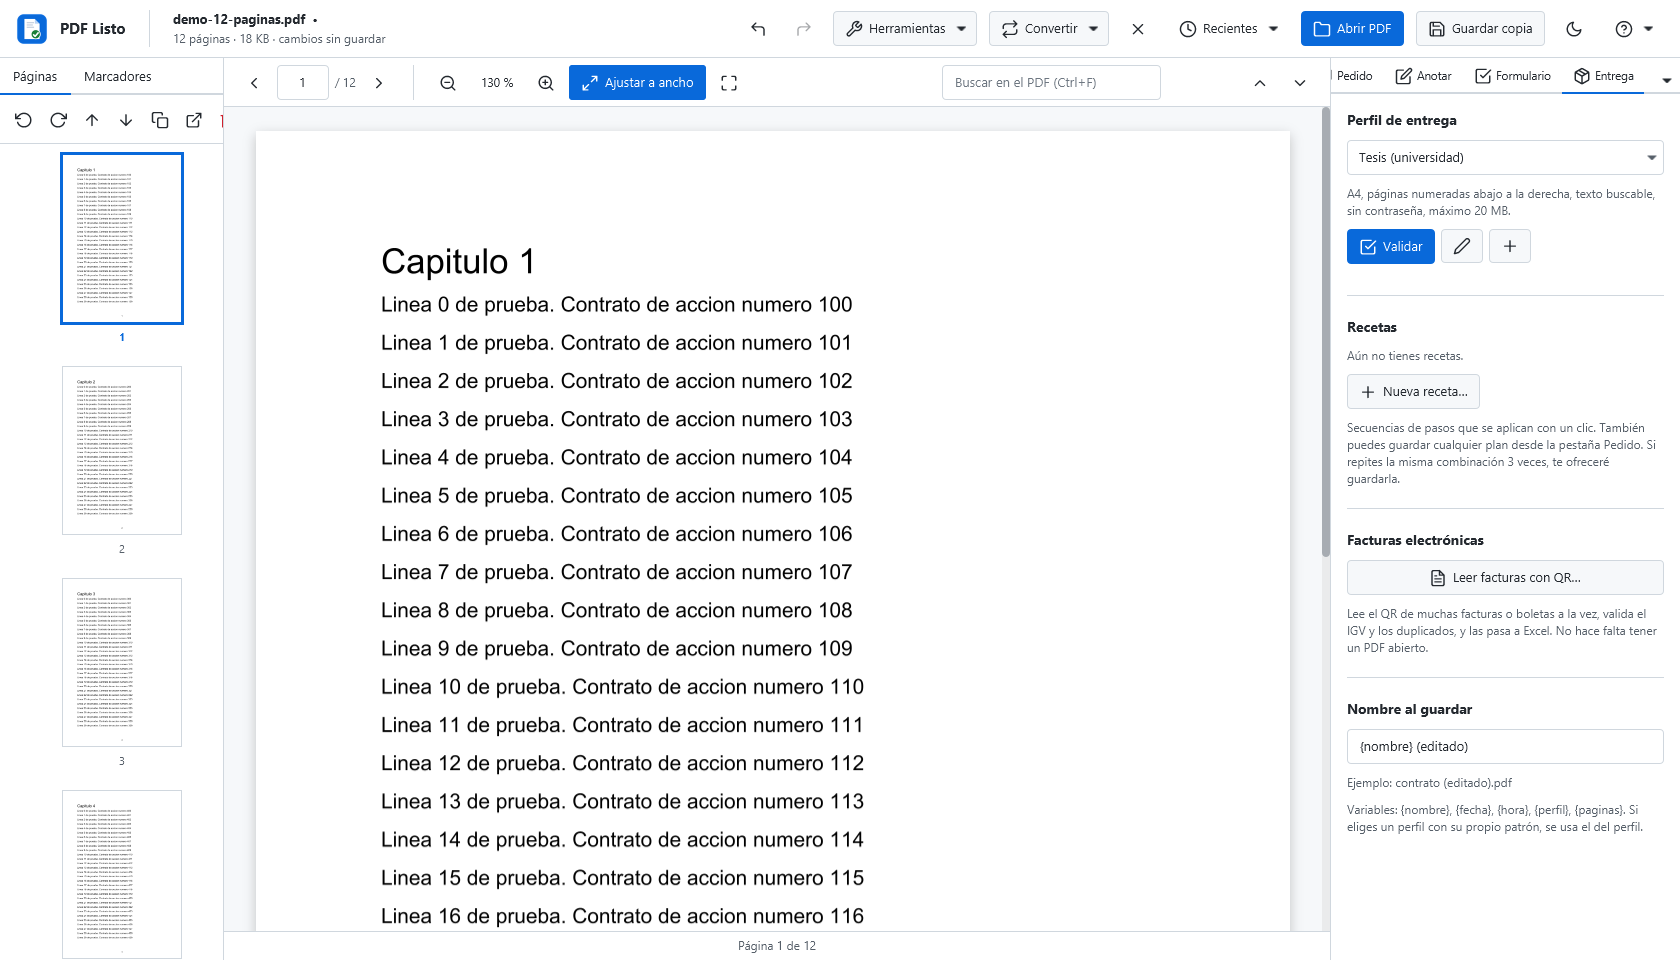 PDF Listo
demo-12-paginas.pdf •
12 páginas · 18 KB · cambios sin guardar
Herramientas
Convertir
Recientes
Abrir PDF
Guardar copia
Páginas
Marcadores
1
/ 12
130 %
Ajustar a ancho
Buscar en el PDF (Ctrl+F)
Pedido
Anotar
Formulario
Entrega
Capitulo 1
1
Capitulo 2
2
Capitulo 3
3
Capitulo 4
Capitulo 1
Linea 0 de prueba. Contrato de accion numero 100
Linea 1 de prueba. Contrato de accion numero 101
Linea 2 de prueba. Contrato de accion numero 102
Linea 3 de prueba. Contrato de accion numero 103
Linea 4 de prueba. Contrato de accion numero 104
Linea 5 de prueba. Contrato de accion numero 105
Linea 6 de prueba. Contrato de accion numero 106
Linea 7 de prueba. Contrato de accion numero 107
Linea 8 de prueba. Contrato de accion numero 108
Linea 9 de prueba. Contrato de accion numero 109
Linea 10 de prueba. Contrato de accion numero 110
Linea 11 de prueba. Contrato de accion numero 111
Linea 12 de prueba. Contrato de accion numero 112
Linea 13 de prueba. Contrato de accion numero 113
Linea 14 de prueba. Contrato de accion numero 114
Linea 15 de prueba. Contrato de accion numero 115
Linea 16 de prueba. Contrato de accion numero 116
Página 1 de 12
Perfil de entrega
Tesis (universidad)
A4, páginas numeradas abajo a la derecha, texto buscable,
sin contraseña, máximo 20 MB.
Validar
Recetas
Aún no tienes recetas.
Nueva receta...
Secuencias de pasos que se aplican con un clic. También
puedes guardar cualquier plan desde la pestaña Pedido. Si
repites la misma combinación 3 veces, te ofreceré
guardarla.
Facturas electrónicas
Leer facturas con QR...
Lee el QR de muchas facturas o boletas a la vez, valida el
IGV y los duplicados, y las pasa a Excel. No hace falta tener
un PDF abierto.
Nombre al guardar
{nombre} (editado)
Ejemplo: contrato (editado).pdf
Variables: {nombre}, {fecha}, {hora}, {perfil}, {paginas}. Si
eliges un perfil con su propio patrón, se usa el del perfil.